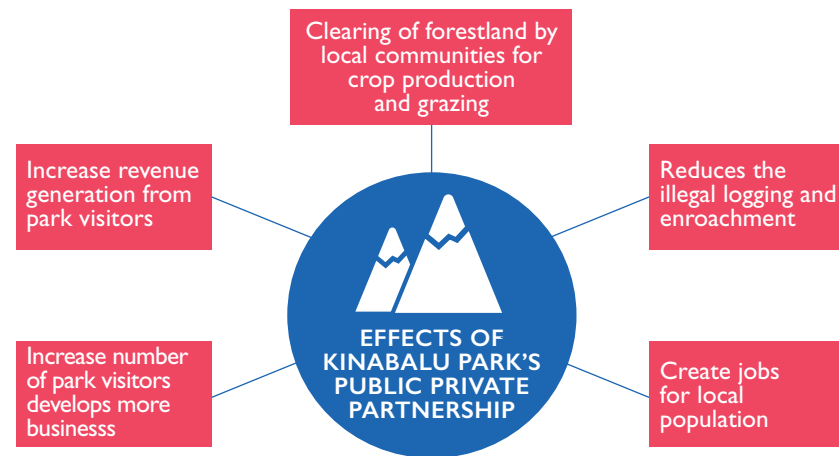 Clearing of forestland by
local communities for
crop production
and grazing
Increase revenue
generation from
park visitors
Reduces the
illegal logging and
enroachment
EFFECTS OF
KINABALU PARK'S
PUBLIC PRIVATE
PARTNERSHIP
Increase number
of park visitors
develops more
businesss
Create jobs
for local
population